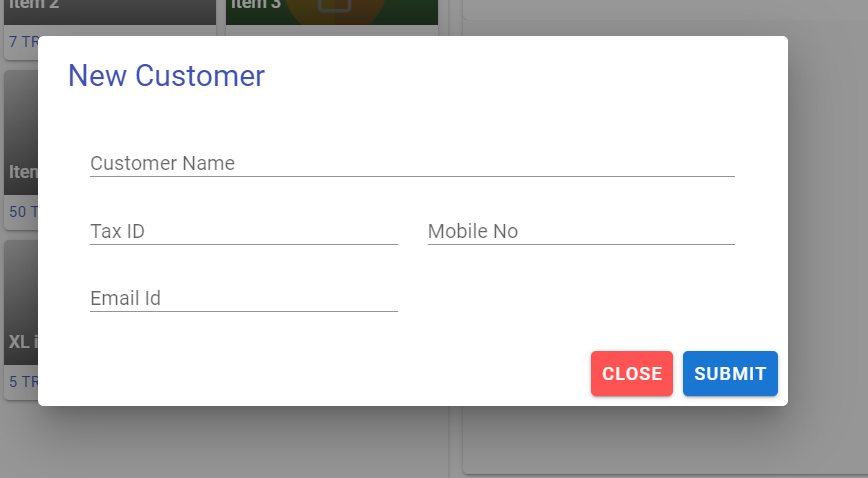 Item 2
Item 3
7 TR
New Customer
Customer Name
Tax ID
Mobile No
50 T
Email Id
XL i
5 TR
CLOSE
SUBMIT